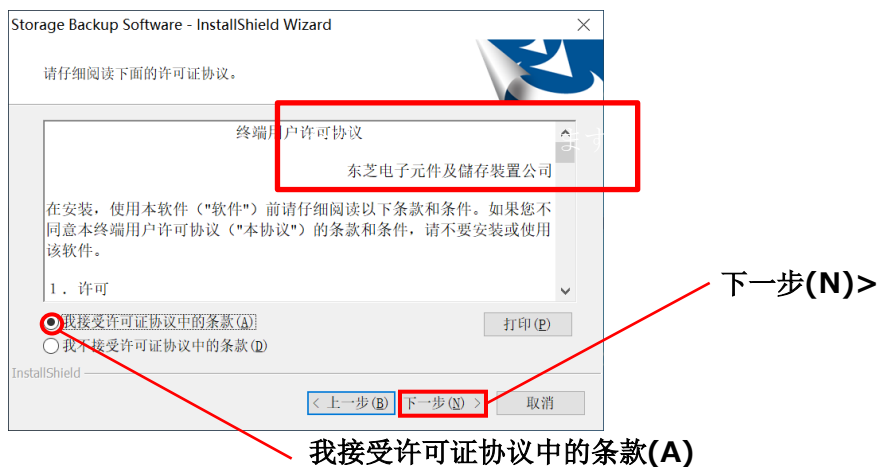 Storage Backup Software - InstallShield Wizard
请仔细阅读下面的许可证协议。
终端用户许可协议
ます
东芝电子元件及儲存裝置公司
在安装，使用本软件（"软件"）前请仔细阅读以下条款和条件。如果您不
同意本终端用户许可协议（"本协议"）的条款和条件，请不要安装或使用
该软件。
1．许可
下一步(N)>
我接受许可证协议中的条款(A)
打印(P)
我不接受许可证协议中的条款(D)
InstallShield
< 上一步(B)
下一步(N) >
取消
我接受许可证协议中的条款(A)